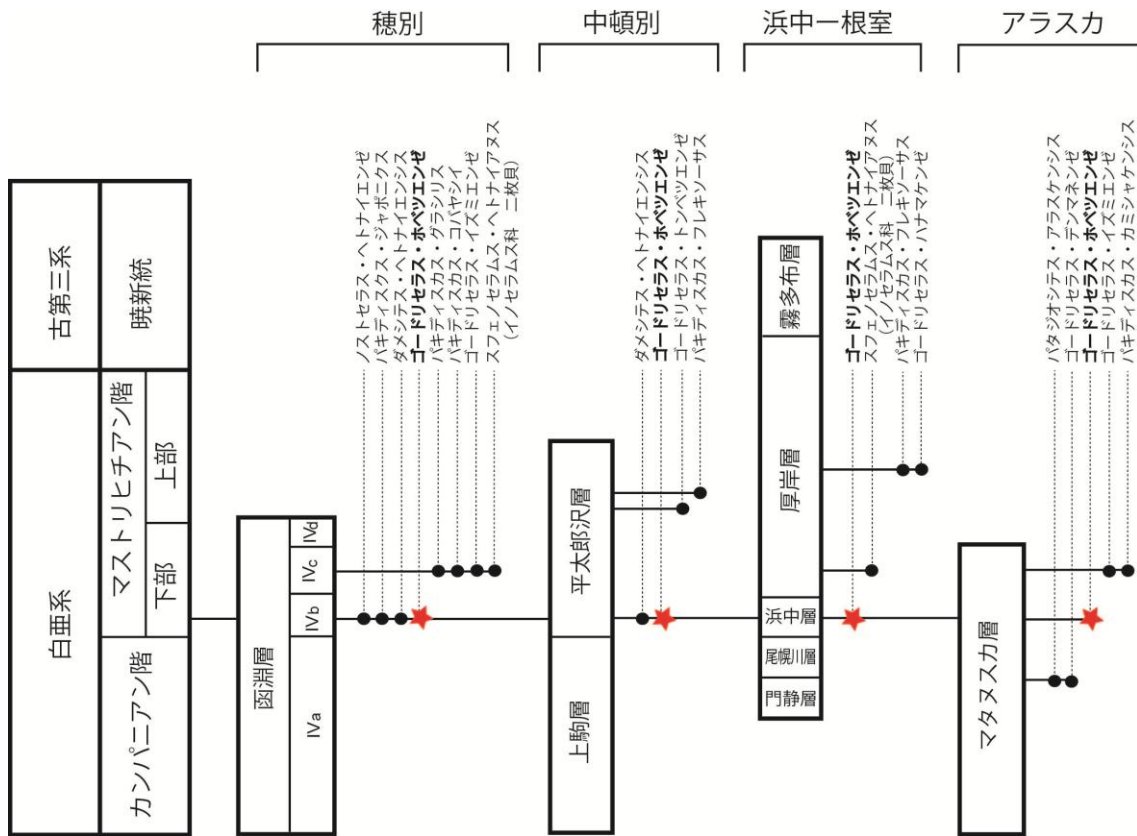 穂別
中頓別
浜中ー根室
アラスカ
古第三系
暁新統
白亜系
マストリヒチアン階
上部
下部
カンパニアン階
函淵層
IVd
IVc
IVb
IVa
ノストセラス・ヘトナイエンゼ
パキディスケス・ジャポニクス
ダメシテス・ヘトナイエンシス
ゴードリセラス・ホベツエンゼ
パキディスカス・グラシリス
パキディスカス・コバヤシイ
ゴードリセラス・イズミエンゼ
スフェノセラムス・ヘトナイアヌス
(イノセラムス科 二枚貝)
平太郎沢層
上駒層
ダメシテス・ヘトナイエンシス
ゴードリセラス・ホベツエンゼ
ゴードリセラス・トンベツエンゼ
パキディスカス・フレキソーサス
霧多布層
厚岸層
浜中層
尾幌川層
門静層
ゴードリセラス・ホベツエンゼ
スフェノセラムス・ヘトナイアヌス
(イノセラムス科 二枚貝)
パキディスカス・フレキソーサス
ゴードリセラス・ハナマケンゼ
マタヌスカ層
パタジオシテス・アラスケンシス
ゴードリセラス・デンマネンゼ
ゴードリセラス・ホベツエンゼ
ゴードリセラス・イズミエンゼ
パキディスカス・カミシャケンシス